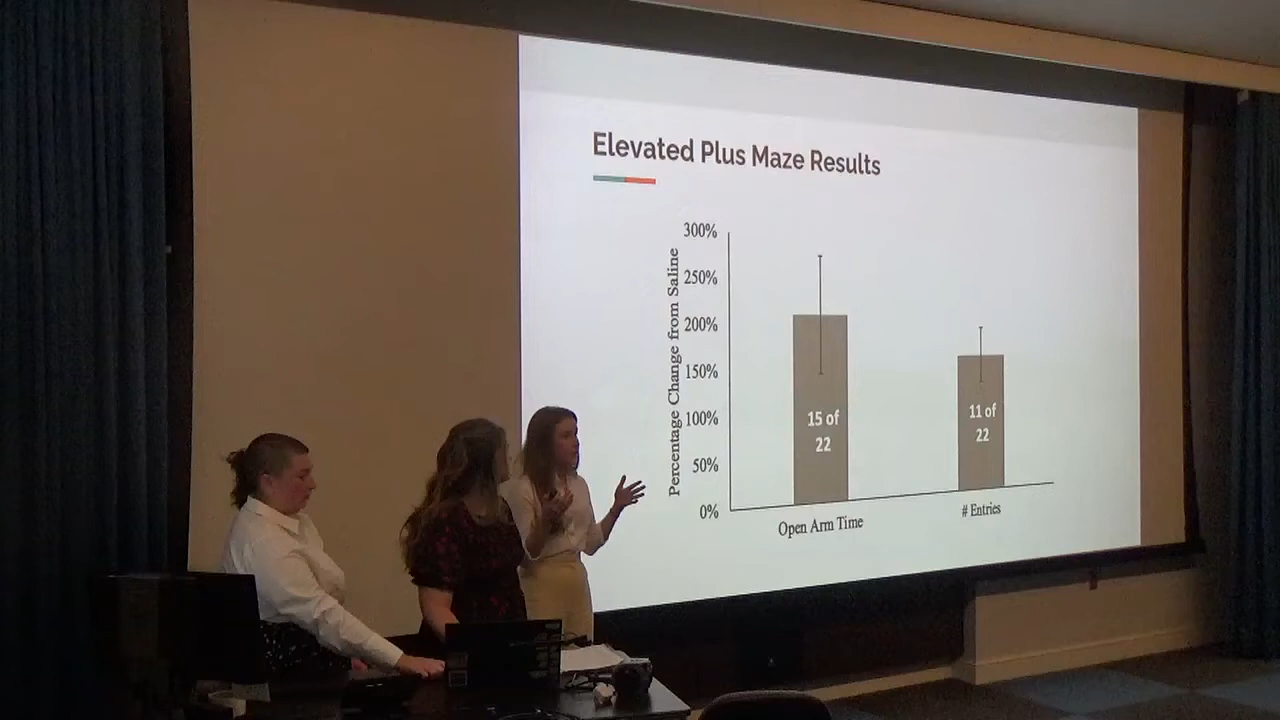 Elevated Plus Maze Results
Percentage Change from Saline
300%
250%
200%
150%
100%
50%
0%
15 of
22
11 of
22
Open Arm Time
# Entries